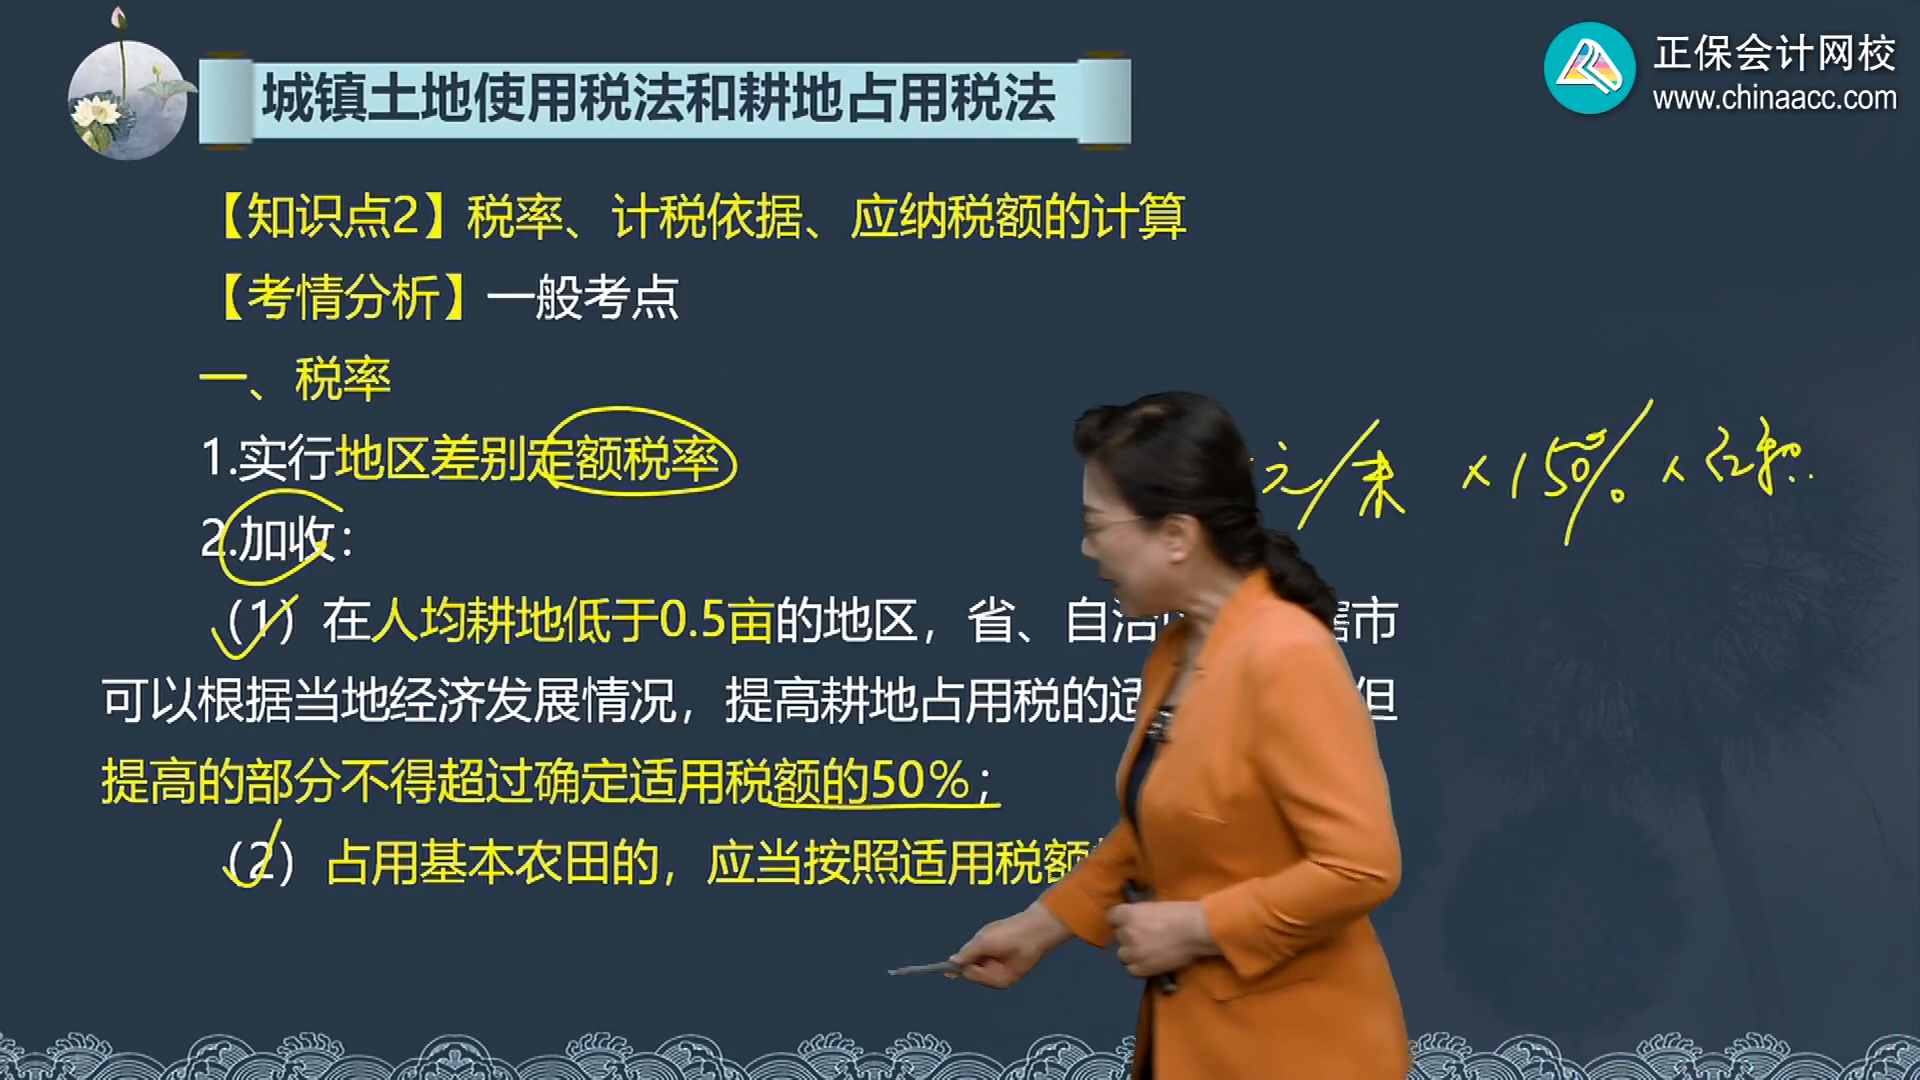 城镇土地使用税法和耕地占用税法
正保会计网校
www.chinaacc.com
【知识点2】税率、计税依据、应纳税额的计算
【考情分析】一般考点
一、税率
1.实行地区差别定额税率
元/米 ×150% ×面积
2.加收：
（1）在人均耕地低于0.5亩的地区，省、自治 市
可以根据当地经济发展情况，提高耕地占用税的适 但
提高的部分不得超过确定适用税额的50%；
（2）占用基本农田的，应当按照适用税额